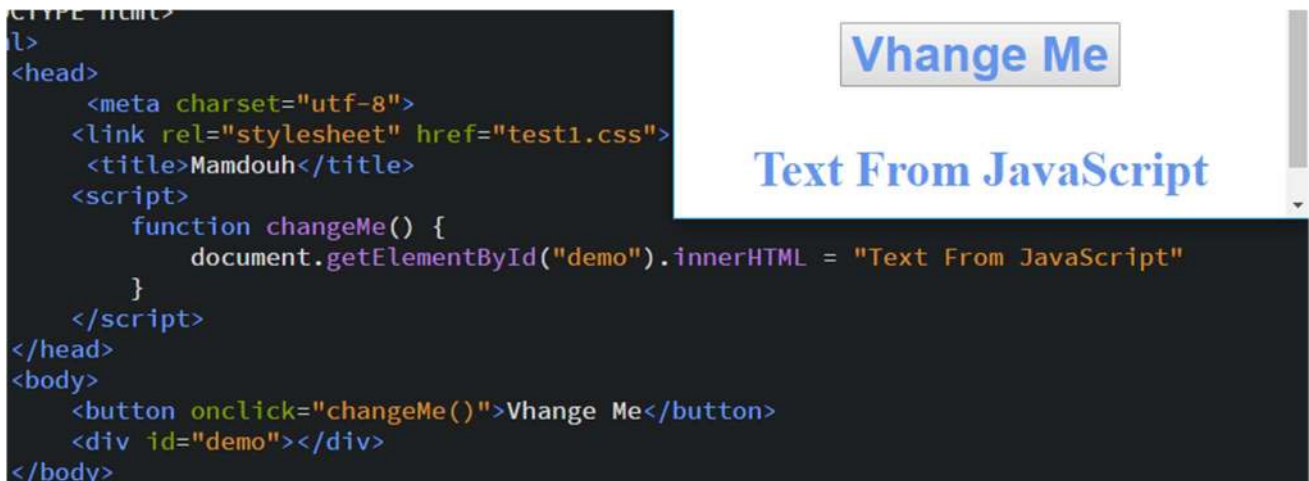 CTYPE html>
l>
<head>
<meta charset="utf-8">
<link rel="stylesheet" href="test1.css">
<title>Mamdouh</title>
<script>
function changeMe() {
document.getElementById("demo").innerHTML = "Text From JavaScript"
}
</script>
</head>
<body>
<button onclick="changeMe()">Vhange Me</button>
<div id="demo"></div>
</body>
Vhange Me
Text From JavaScript